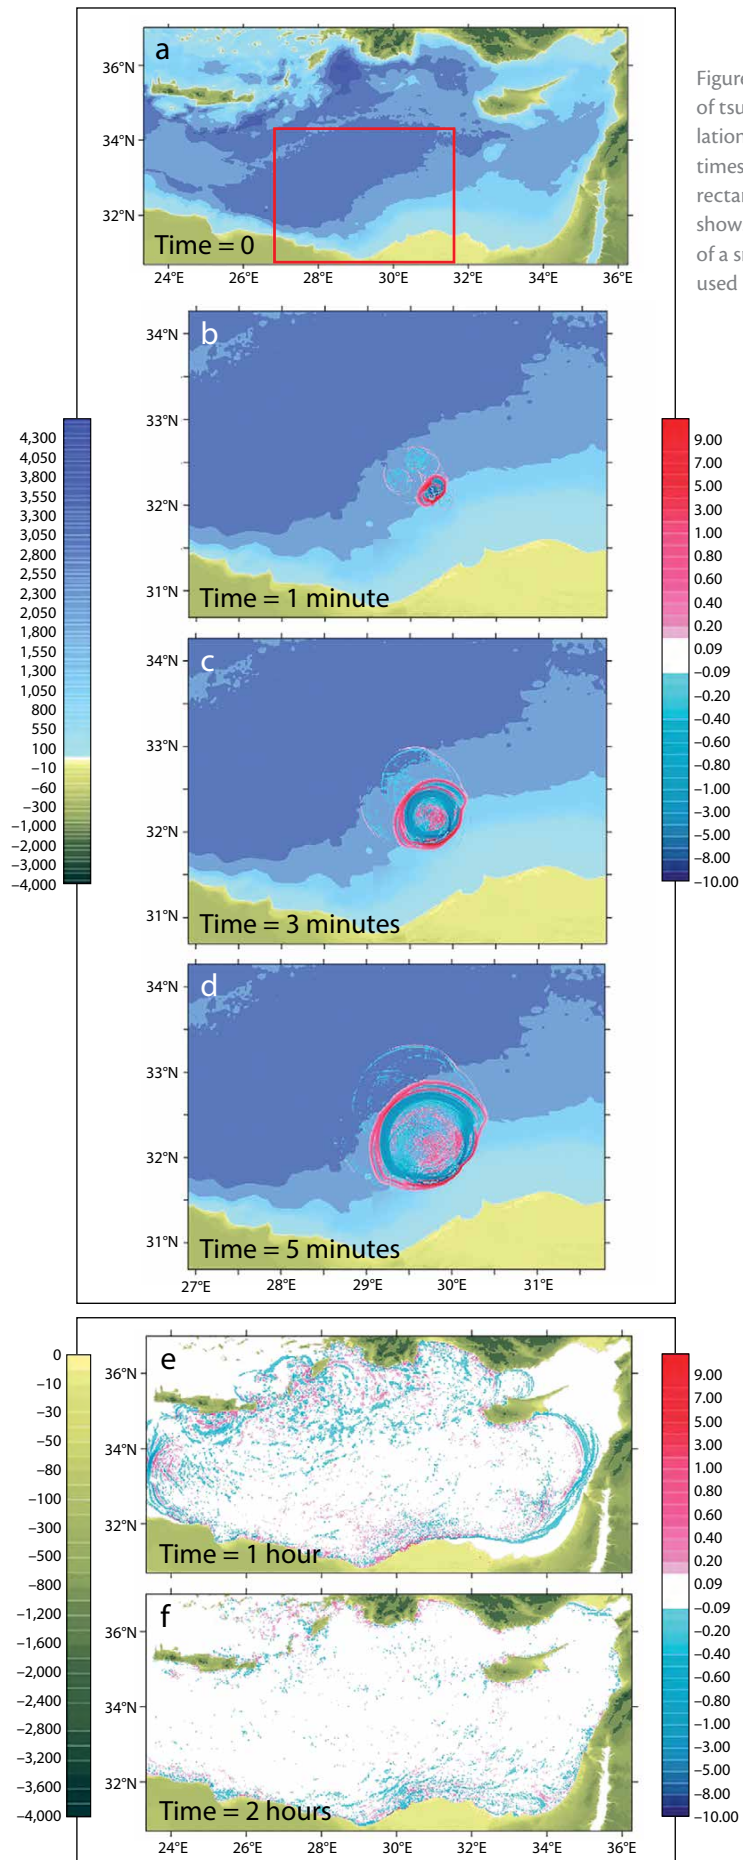 a
36°N
34°N
32°N
Time = 0
24°E 26°E 28°E 30°E 32°E 34°E 36°E
Figure
of tsu
lation
times
rectan
show
of a s
used
b
34°N
33°N
32°N
31°N
Time = 1 minute
4,300
4,050
3,800
3,550
3,300
3,050
2,800
2,550
2,300
2,050
1,800
1,550
1,300
1,050
800
550
100
–10
–60
–300
–1,000
–2,000
–3,000
–4,000
9.00
7.00
5.00
3.00
1.00
0.80
0.60
0.40
0.20
0.09
–0.09
–0.20
–0.40
–0.60
–0.80
–1.00
–3.00
–5.00
–8.00
–10.00
c
34°N
33°N
32°N
31°N
Time = 3 minutes
d
34°N
33°N
32°N
31°N
Time = 5 minutes
27°E 28°E 29°E 30°E 31°E
0
–10
–30
–50
–80
–100
–300
–500
–800
–1,200
–1,600
–2,000
–2,400
–2,800
–3,200
–3,600
–4,000
e
36°N
34°N
32°N
Time = 1 hour
f
36°N
34°N
32°N
Time = 2 hours
24°E 26°E 28°E 30°E 32°E 34°E 36°E
9.00
7.00
5.00
3.00
1.00
0.80
0.60
0.40
0.20
0.09
–0.09
–0.20
–0.40
–0.60
–0.80
–1.00
–3.00
–5.00
–8.00
–10.00